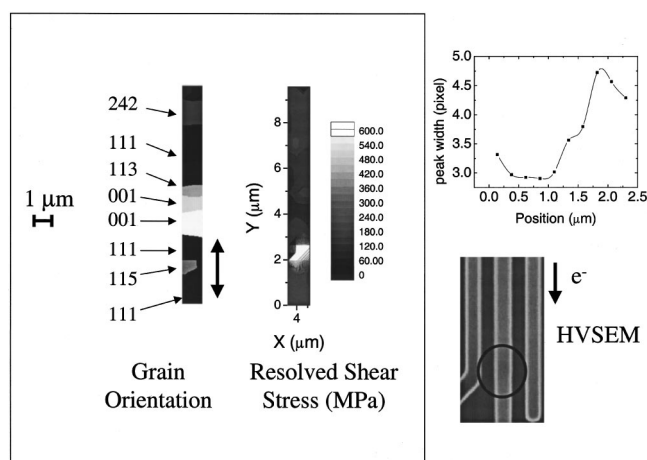 242
111
113
001
001
111
115
111
1 μm
8
6
4
2
0
Y (μm)
4
X (μm)
600.0
540.0
480.0
420.0
360.0
300.0
240.0
180.0
120.0
60.00
0
Grain
Orientation
Resolved Shear
Stress (MPa)
5.0
4.5
4.0
3.5
3.0
peak width (pixel)
0.0 0.5 1.0 1.5 2.0 2.5
Position (μm)
e-
HVSEM